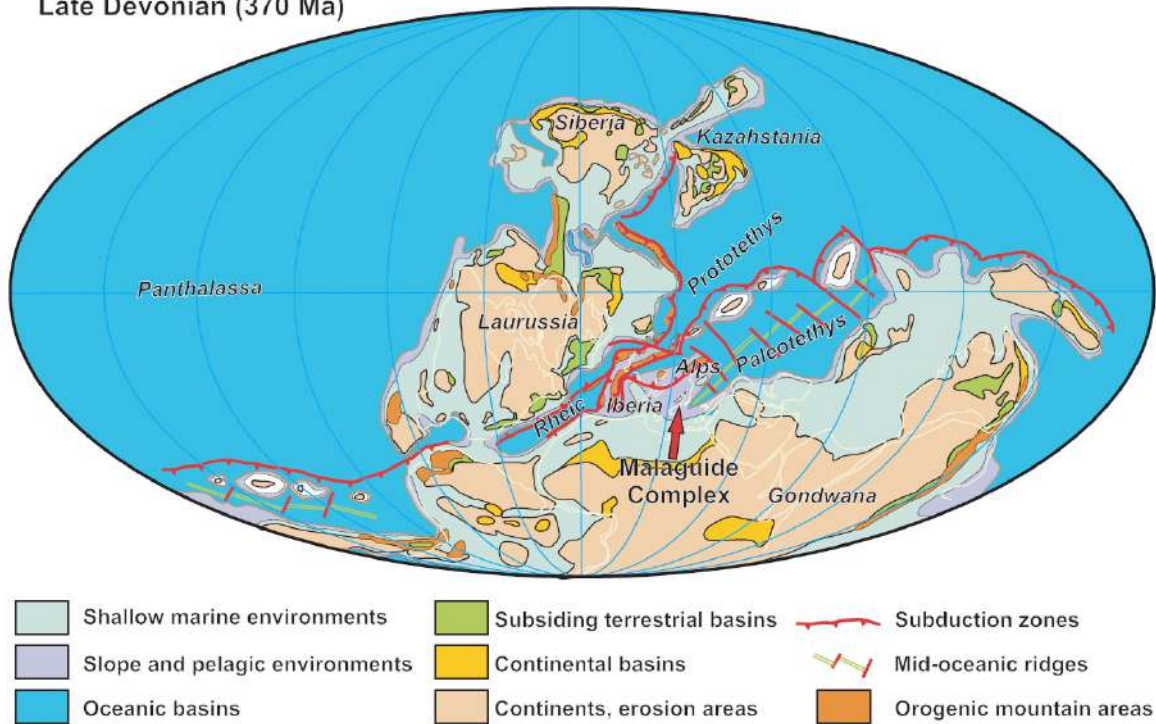 Late Devonian (370 Ma)
Siberia
Kazahstania
Panthalassa
Prototethys
Laurussia
Paleotethys
Alps
Rheic
Iberia
Malaguide
Complex
Gondwana
Shallow marine environments
Slope and pelagic environments
Oceanic basins
Subsiding terrestrial basins
Continental basins
Continents, erosion areas
Subduction zones
Mid-oceanic ridges
Orogenic mountain areas